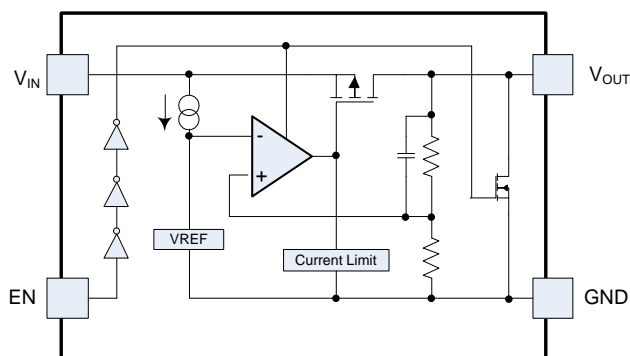 VIN
VOUT
-
+
VREF
Current Limit
EN
GND